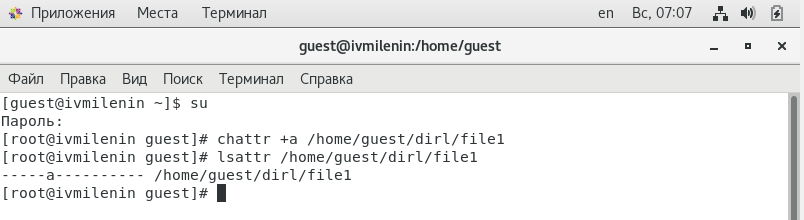 Приложения Места Терминал en Вс, 07:07
guest@ivmilenin:/home/guest
Файл Правка Вид Поиск Терминал Справка
[guest@ivmilenin ~]$ su
Пароль:
[root@ivmilenin guest]# chattr +a /home/guest/dirl/file1
[root@ivmilenin guest]# lsattr /home/guest/dirl/file1
-----a---------- /home/guest/dirl/file1
[root@ivmilenin guest]#